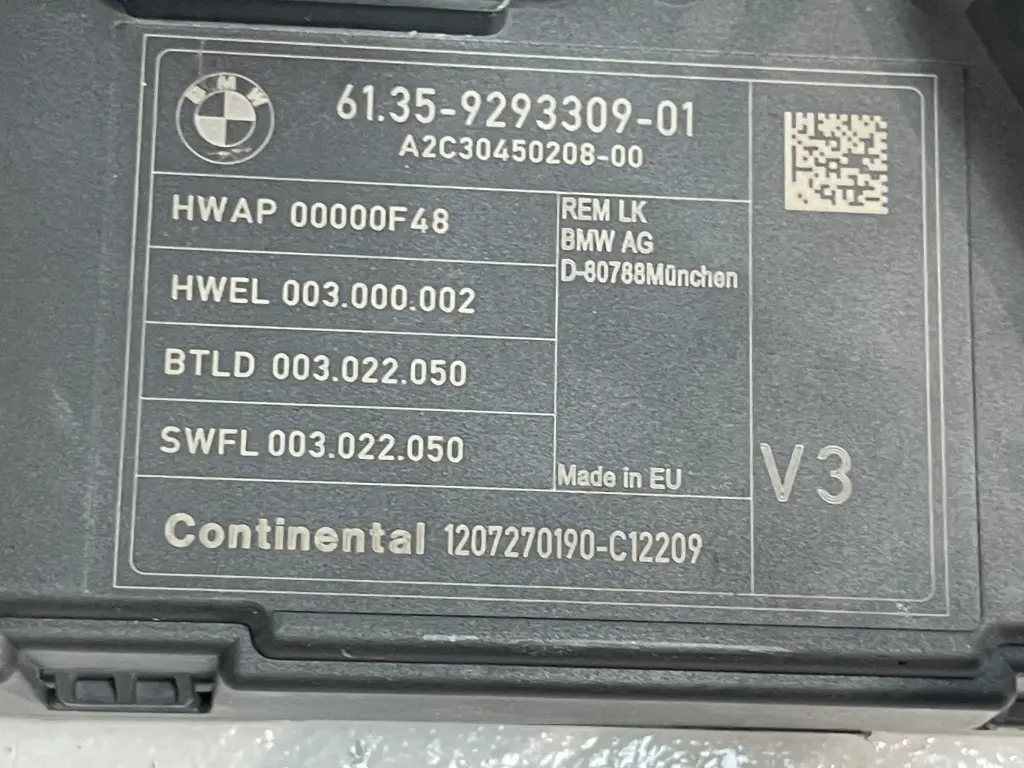 BMW
61.35-9293309-01
A2C30450208-00
HWAP 00000F48
HWEL 003.000.002
BTLD 003.022.050
SWFL 003.022.050
REM LK
BMW AG
D-80788München
Made in EU
V3
Continental 1207270190-C12209